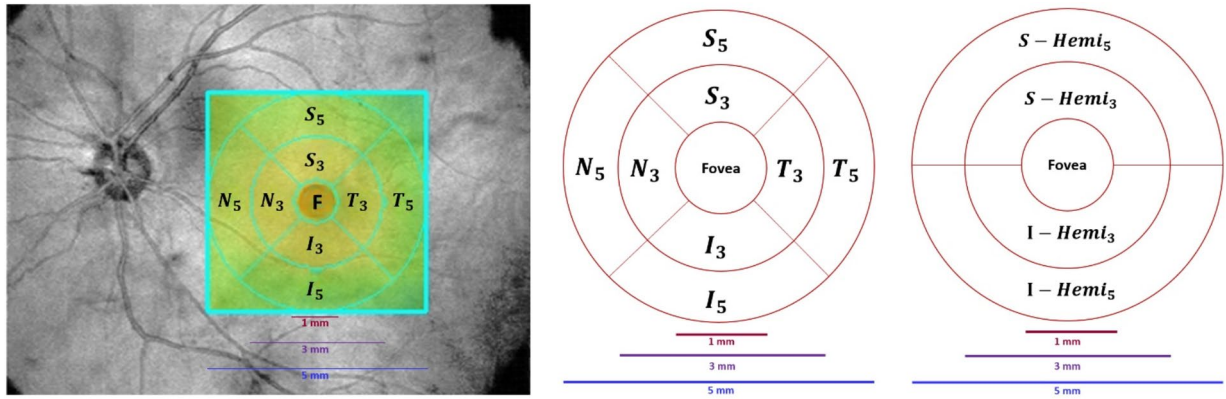 S₅
S₃
N₅ N₃ F T₃ T₅
I₃
I₅
1 mm
3 mm
5 mm
S₅
S₃
N₅ N₃ Fovea T₃ T₅
I₃
I₅
1 mm
3 mm
5 mm
S − Hemi₅
S − Hemi₃
Fovea
I − Hemi₃
I − Hemi₅
1 mm
3 mm
5 mm